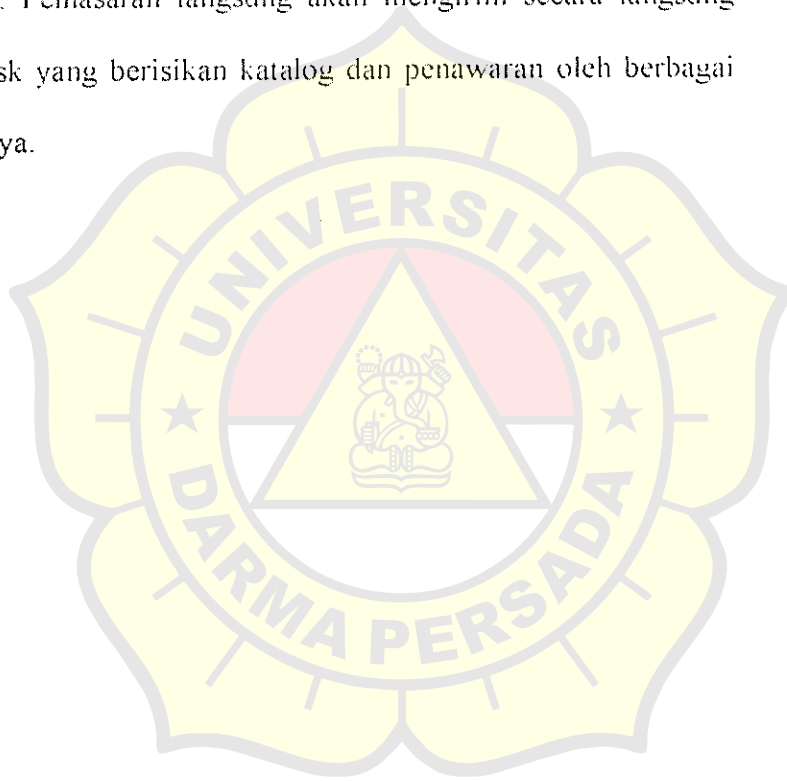 . Pemasaran langsung akan mengirim secara langsung
sk yang berisikan katalog dan penawaran oleh berbagai
ya.
UNIVERSITAS
DARMA PERSADA